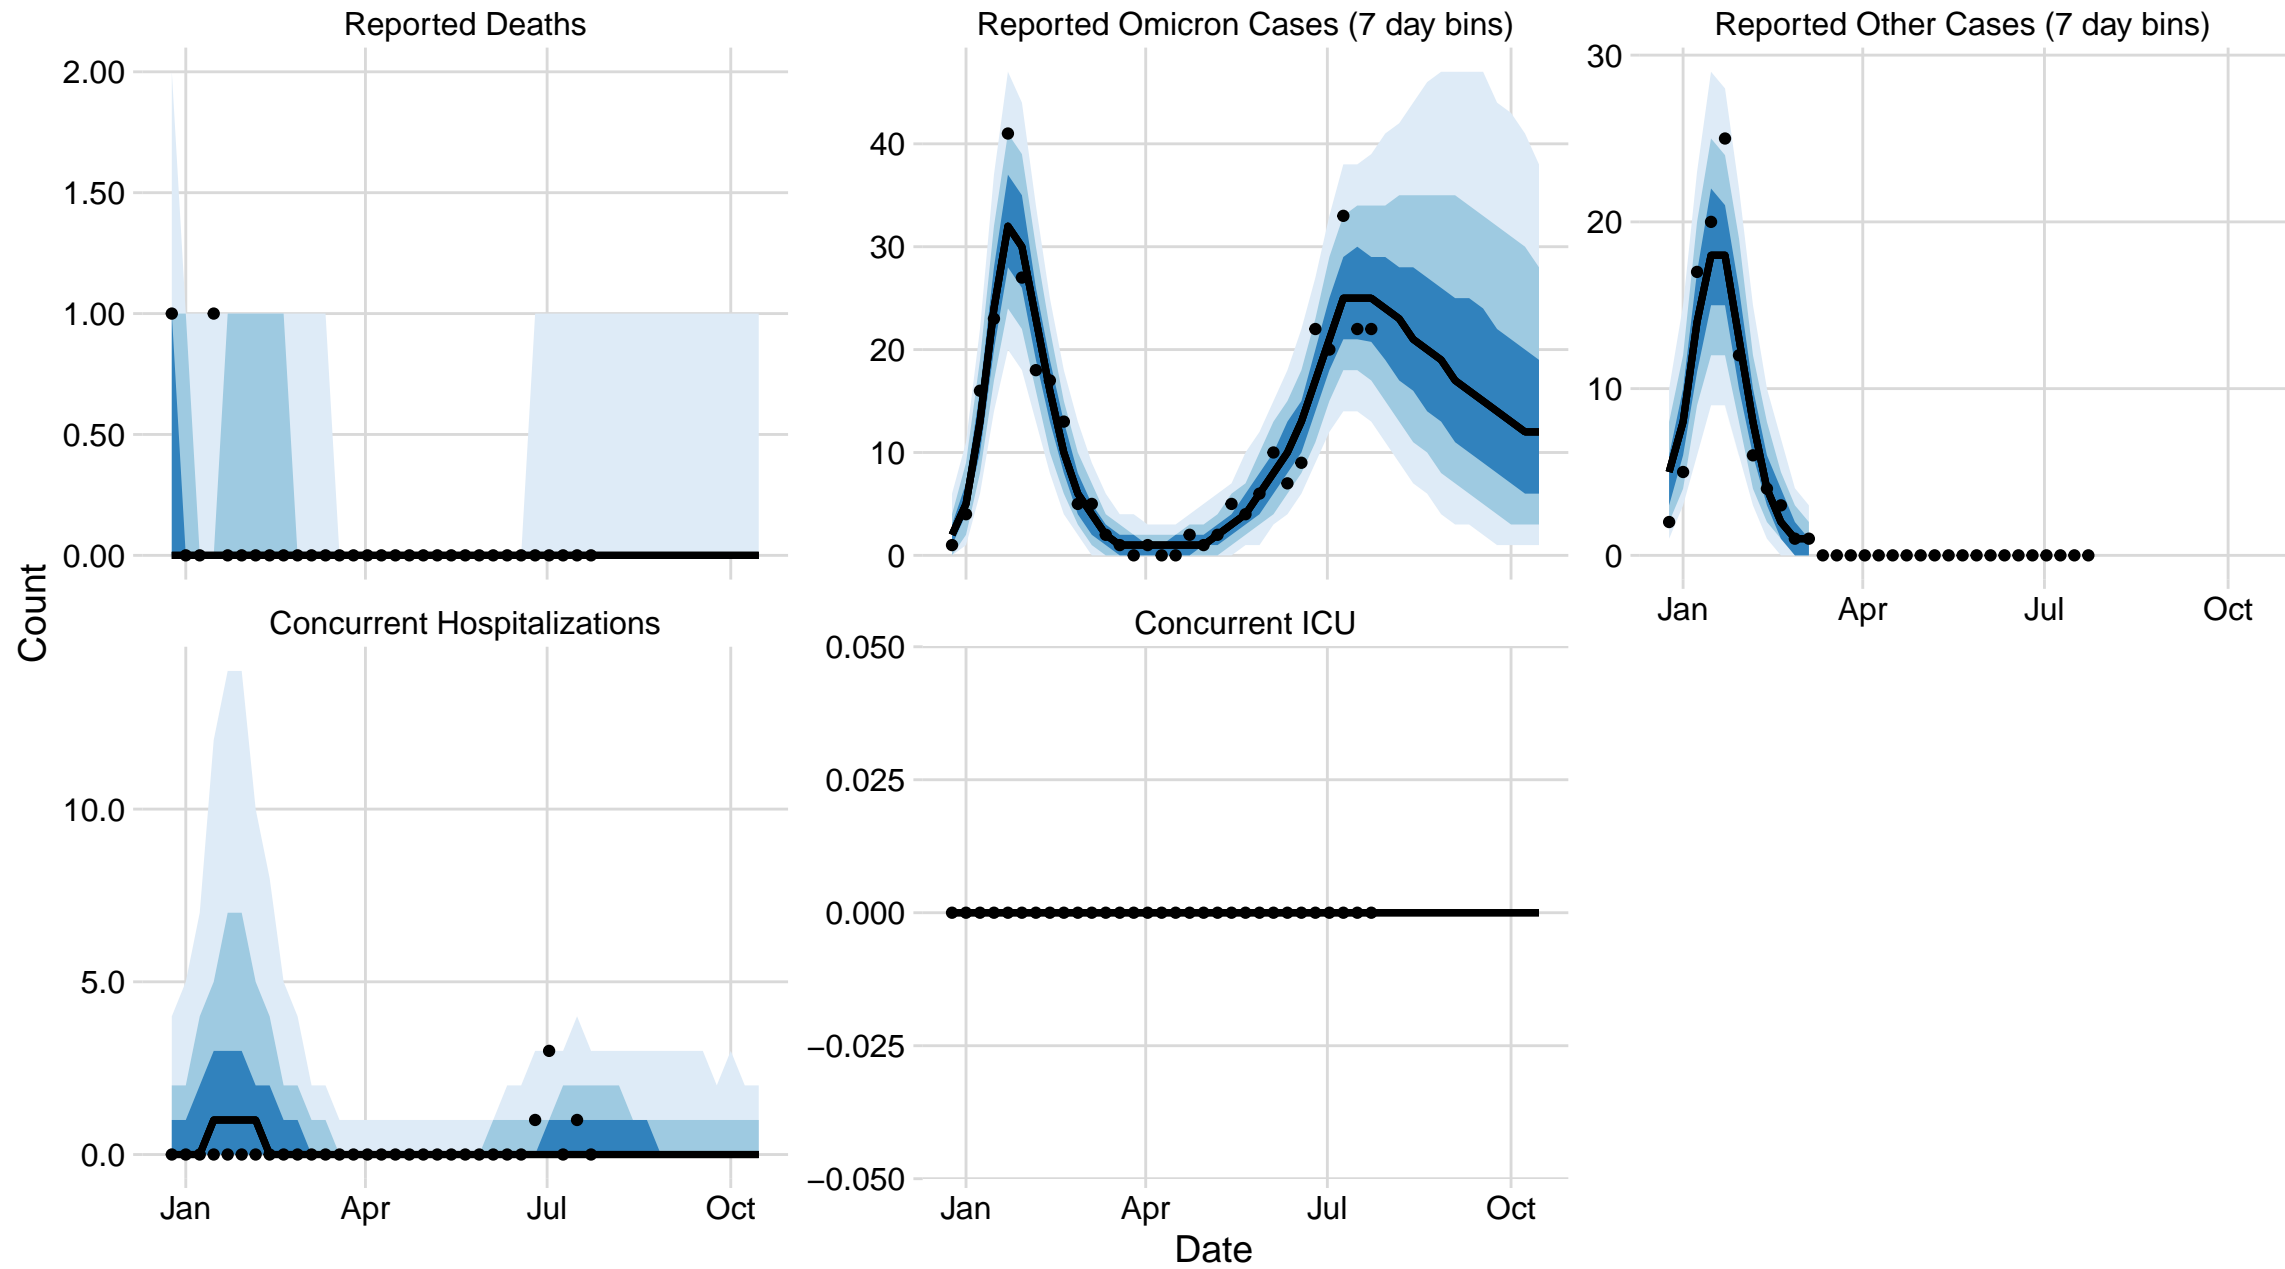 Reported Deaths
2.00
1.50
1.00
0.50
0.00
Reported Omicron Cases (7 day bins)
40
30
20
10
0
Reported Other Cases (7 day bins)
30
20
10
0
Jan Apr Jul Oct
Count
Concurrent Hospitalizations
10.0
5.0
0.0
Jan Apr Jul Oct
Concurrent ICU
0.050
0.025
0.000
−0.025
−0.050
Jan Apr Jul Oct
Date